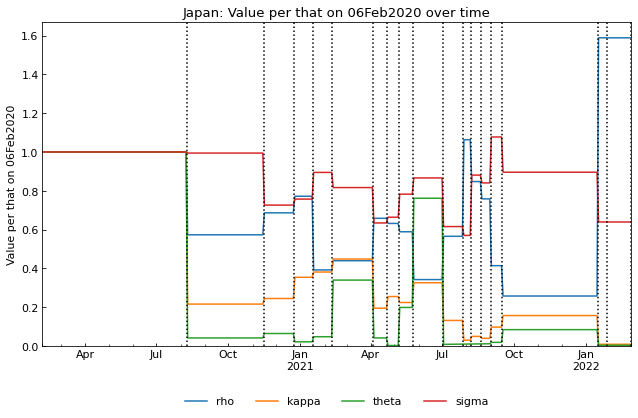 Japan: Value per that on 06Feb2020 over time
Value per that on 06Feb2020
1.6
1.4
1.2
1.0
0.8
0.6
0.4
0.2
0.0
Apr Jul Oct Jan Apr Jul Oct Jan
2021 2022
rho kappa theta sigma